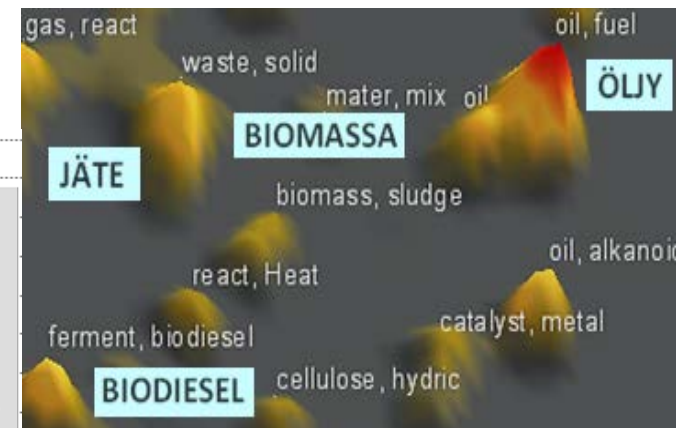 gas, react
oil, fuel
waste, solid
mater, mix
oil
ÖLJY
BIOMASSA
JÄTE
biomass, sludge
oil, alkanoic
react, Heat
catalyst, metal
ferment, biodiesel
cellulose, hydric
BIODIESEL